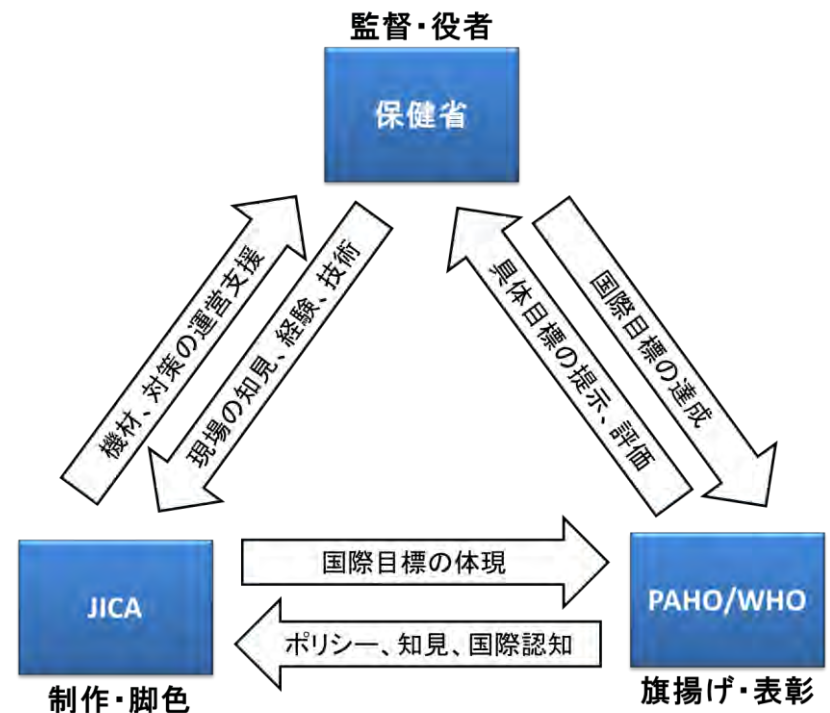 監督・役者
保健省
機材、対策の運営支援
現場の知見、経験、技術
具体目標の提示、評価
国際目標の達成
国際目標の体現
JICA
PAHO/WHO
ポリシー、知見、国際認知
制作・脚色
旗揚げ・表彰